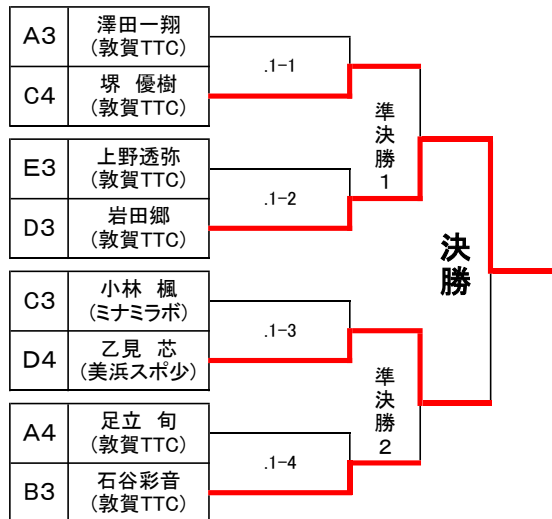 A3
澤田一翔
(敦賀TTC)
.1-1
C4
堺 優樹
(敦賀TTC)
準決勝1
E3
上野透弥
(敦賀TTC)
.1-2
D3
岩田郷
(敦賀TTC)
決勝
C3
小林 楓
(ミナミラボ)
.1-3
D4
乙見 芯
(美浜スポ少)
準決勝2
A4
足立 旬
(敦賀TTC)
.1-4
B3
石谷彩音
(敦賀TTC)